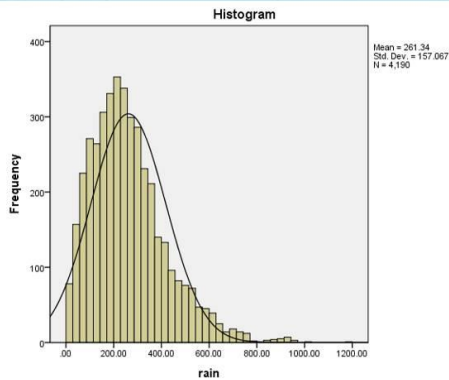 Histogram
Mean = 261.34
Std. Dev. = 157.067
N = 4,190
400
300
200
100
0
Frequency
.00 200.00 400.00 600.00 800.00 1000.00 1200.00
rain